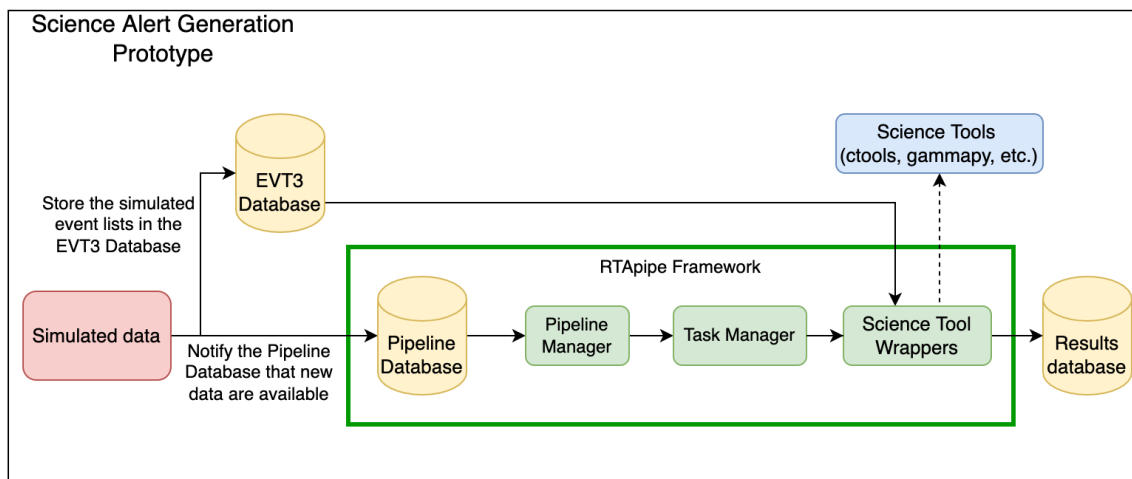 Science Alert Generation
Prototype
Science Tools
(ctools, gammapy, etc.)
EVT3
Database
Store the simulated
event lists in the
EVT3 Database
RTApipe Framework
Simulated data
Notify the Pipeline
Database that new
data are available
Pipeline
Database
Pipeline
Manager
Task Manager
Science Tool
Wrappers
Results
database